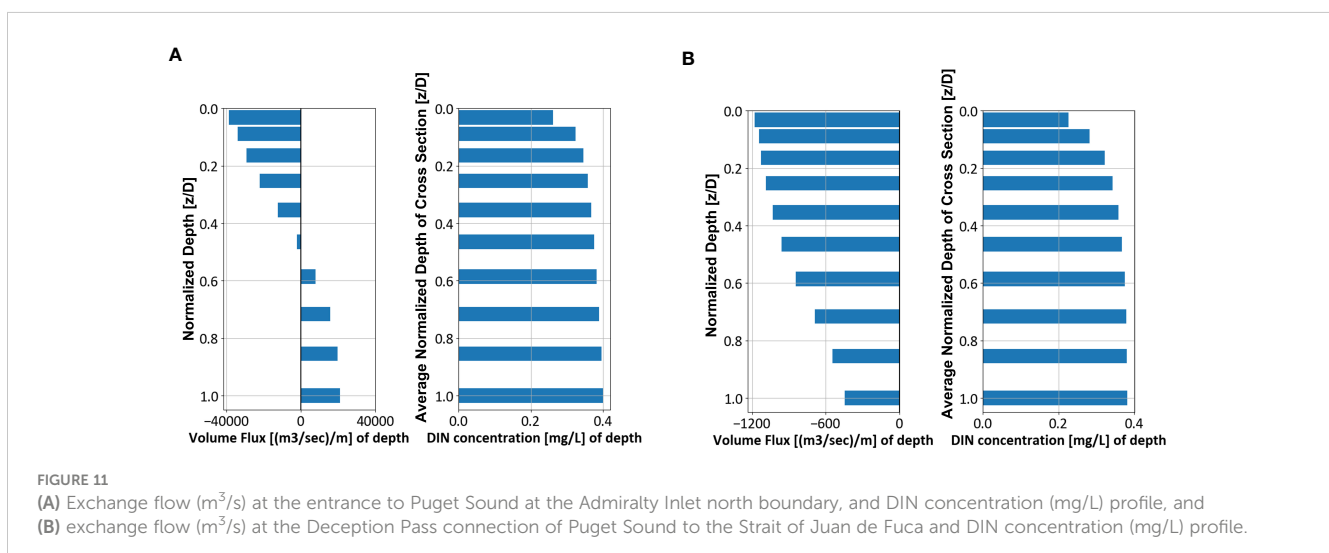 A
B
Normalized Depth [z/D]
0.0
0.2
0.4
0.6
0.8
1.0
−40000
0
40000
Volume Flux [(m3/sec)/m] of depth
Average Normalized Depth of Cross Section [z/D]
0.0
0.2
0.4
0.6
0.8
1.0
0.0
0.2
0.4
DIN concentration [mg/L] of depth
Normalized Depth [z/D]
0.0
0.2
0.4
0.6
0.8
1.0
−1200
−600
0
Volume Flux [(m3/sec)/m] of depth
Average Normalized Depth of Cross Section [z/D]
0.0
0.2
0.4
0.6
0.8
1.0
0.0
0.2
0.4
DIN concentration [mg/L] of depth
FIGURE 11
(A) Exchange flow (m³/s) at the entrance to Puget Sound at the Admiralty Inlet north boundary, and DIN concentration (mg/L) profile, and
(B) exchange flow (m³/s) at the Deception Pass connection of Puget Sound to the Strait of Juan de Fuca and DIN concentration (mg/L) profile.